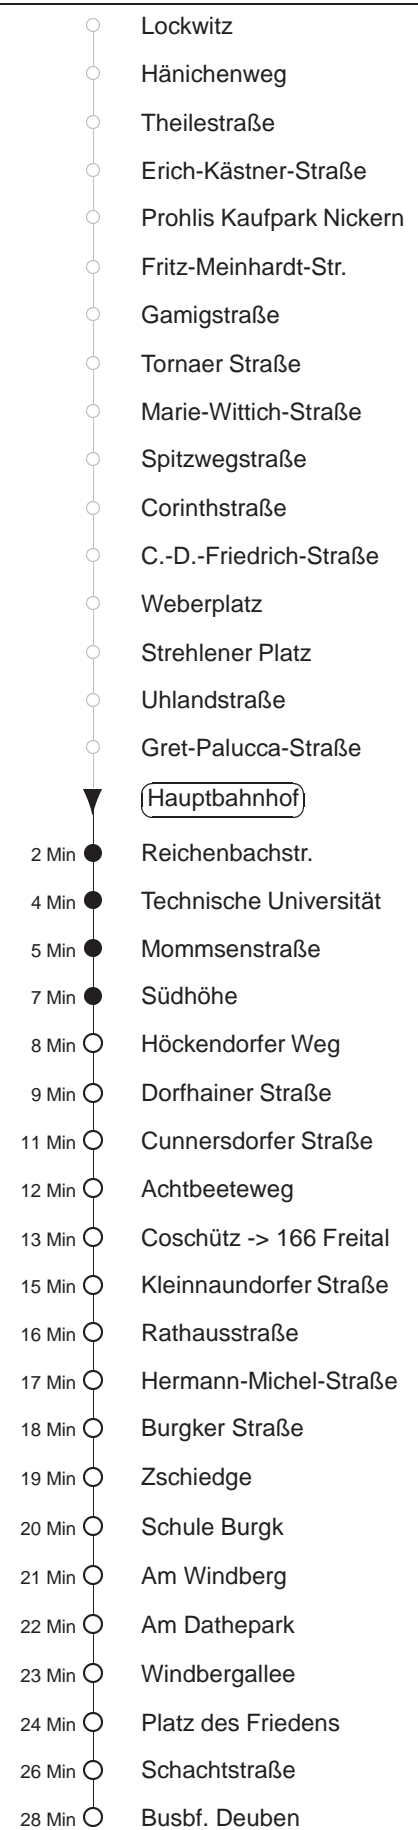 Lockwitz
Hänichenweg
Theilestraße
Erich-Kästner-Straße
Prohlis Kaufpark Nickern
Fritz-Meinhardt-Str.
Gamigstraße
Tornaer Straße
Marie-Wittich-Straße
Spitzwegstraße
Corinthstraße
C.-D.-Friedrich-Straße
Weberplatz
Strehlener Platz
Uhlandstraße
Gret-Palucca-Straße
Hauptbahnhof
2 Min Reichenbachstr.
4 Min Technische Universität
5 Min Mommsenstraße
7 Min Südhöhe
8 Min Höckendorfer Weg
9 Min Dorfhainer Straße
11 Min Cunnersdorfer Straße
12 Min Achtbeeteweg
13 Min Coschütz -> 166 Freital
15 Min Kleinnaundorfer Straße
16 Min Rathausstraße
17 Min Hermann-Michel-Straße
18 Min Burgker Straße
19 Min Zschiedge
20 Min Schule Burgk
21 Min Am Windberg
22 Min Am Dathepark
23 Min Windbergallee
24 Min Platz des Friedens
26 Min Schachtstraße
28 Min Busbf. Deuben